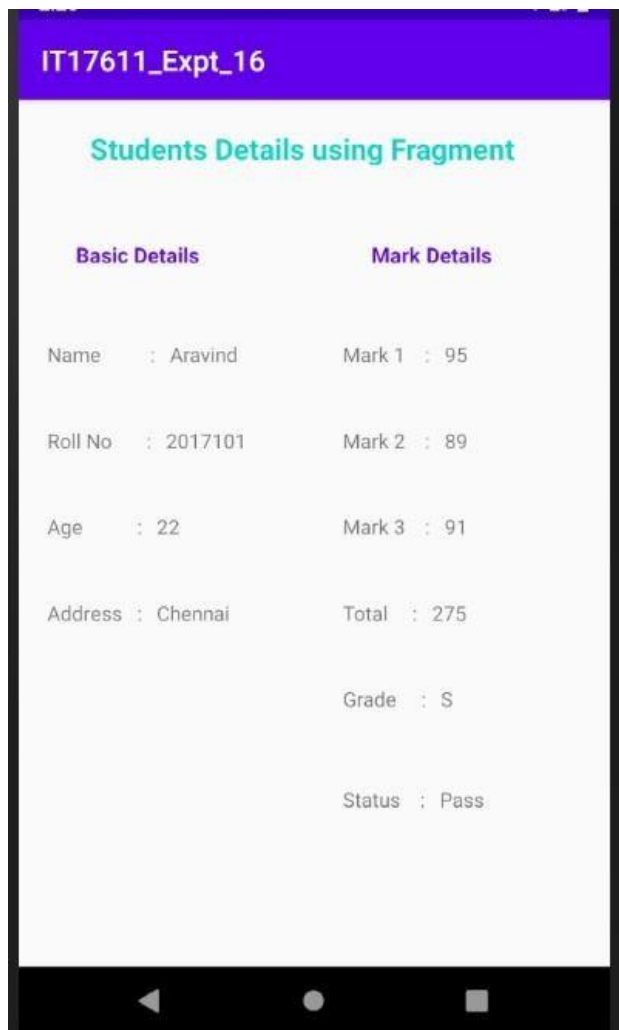 IT17611_Expt_16
Students Details using Fragment
Basic Details
Name : Aravind
Roll No : 2017101
Age : 22
Address : Chennai
Mark Details
Mark 1 : 95
Mark 2 : 89
Mark 3 : 91
Total : 275
Grade : S
Status : Pass